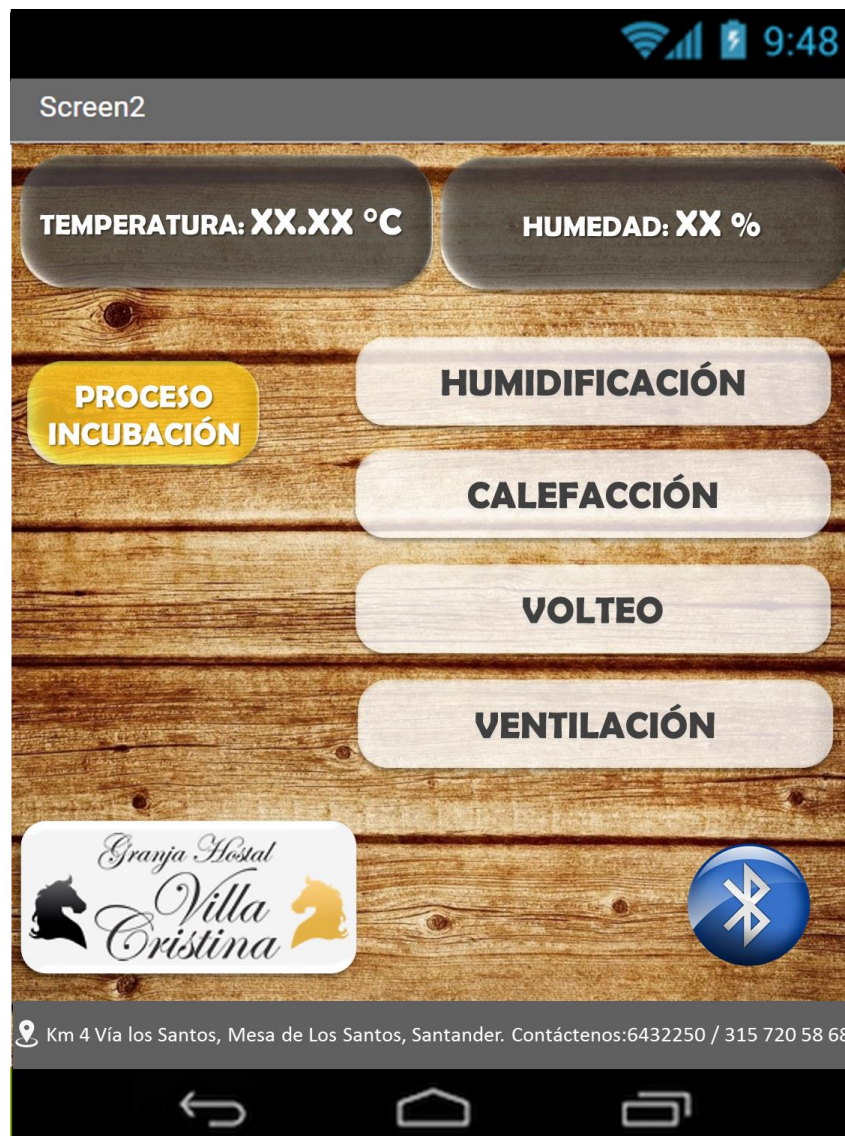 9:48
Screen2
TEMPERATURA: XX.XX °C
HUMEDAD: XX %
PROCESO
INCUBACIÓN
HUMIDIFICACIÓN
CALEFACCIÓN
VOLTEO
VENTILACIÓN
Granja Hostal
Villa
Cristina
Km 4 Vía los Santos, Mesa de Los Santos, Santander. Contáctenos:6432250 / 315 720 58 68